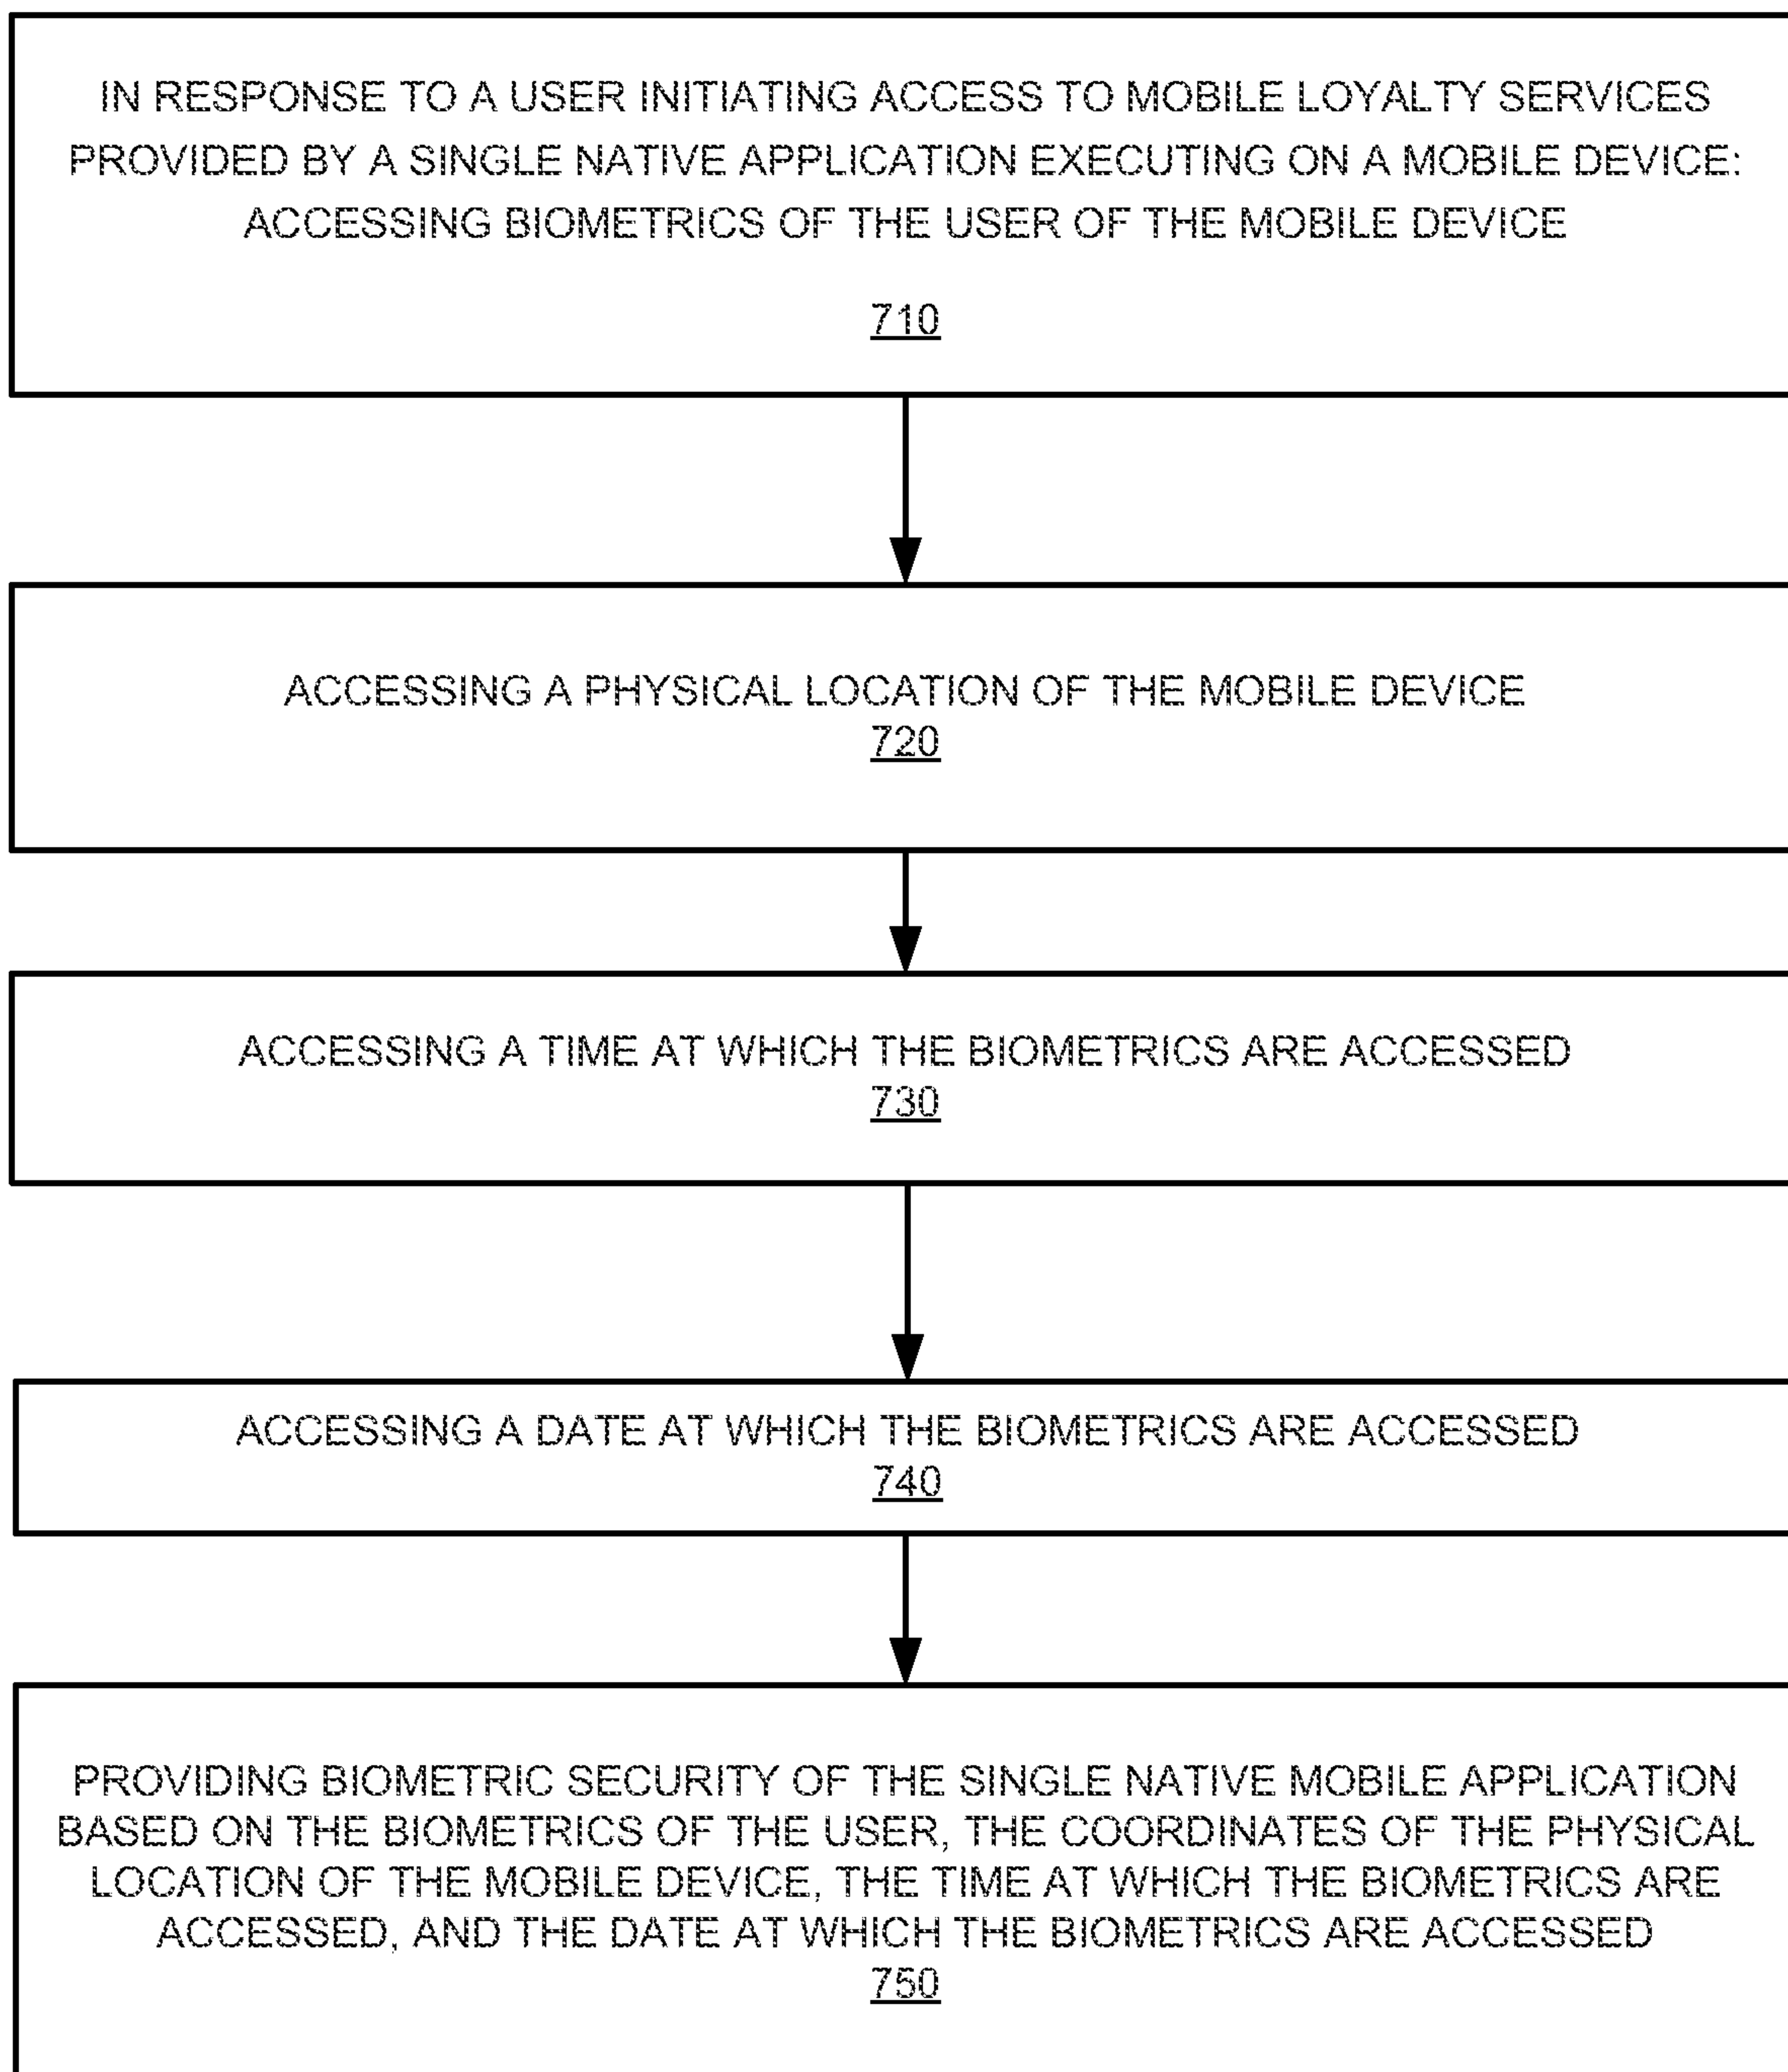 IN RESPONSE TO A USER INITIATING ACCESS TO MOBILE LOYALTY SERVICES
PROVIDED BY A SINGLE NATIVE APPLICATION EXECUTING ON A MOBILE DEVICE:
ACCESSING BIOMETRICS OF THE USER OF THE MOBILE DEVICE
710
ACCESSING A PHYSICAL LOCATION OF THE MOBILE DEVICE
720
ACCESSING A TIME AT WHICH THE BIOMETRICS ARE ACCESSED
730
ACCESSING A DATE AT WHICH THE BIOMETRICS ARE ACCESSED
740
PROVIDING BIOMETRIC SECURITY OF THE SINGLE NATIVE MOBILE APPLICATION
BASED ON THE BIOMETRICS OF THE USER, THE COORDINATES OF THE PHYSICAL
LOCATION OF THE MOBILE DEVICE, THE TIME AT WHICH THE BIOMETRICS ARE
ACCESSED, AND THE DATE AT WHICH THE BIOMETRICS ARE ACCESSED
750